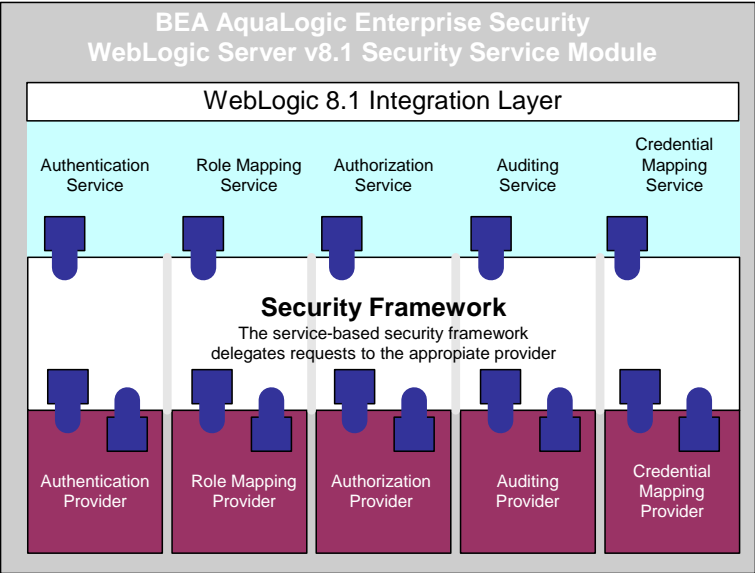 BEA AquaLogic Enterprise Security
WebLogic Server v8.1 Security Service Module
WebLogic 8.1 Integration Layer
Authentication
Service
Role Mapping
Service
Authorization
Service
Auditing
Service
Credential
Mapping
Service
Security Framework
The service-based security framework
delegates requests to the appropiate provider
Authentication
Provider
Role Mapping
Provider
Authorization
Provider
Auditing
Provider
Credential
Mapping
Provider